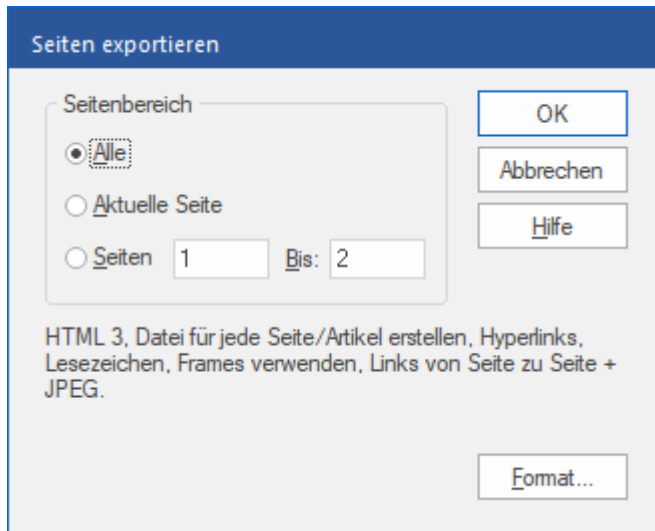 Seiten exportieren
Seitenbereich
OK
Alle
Abbrechen
Aktuelle Seite
Hilfe
Seiten 1 Bis: 2
HTML 3, Datei für jede Seite/Artikel erstellen, Hyperlinks,
Lesezeichen, Frames verwenden, Links von Seite zu Seite +
JPEG.
Format...